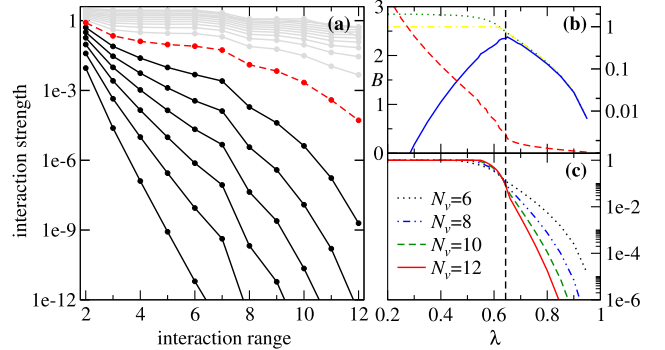 (a)
1
1e-3
1e-6
1e-9
1e-12
interaction strength
2 4 6 8 10 12
interaction range
(b)
3
2
B
1
0
1
0.1
0.01
(c)
N_v=6
N_v=8
N_v=10
N_v=12
1
1e-2
1e-4
1e-6
0.2 0.4 0.6 0.8 1
λ